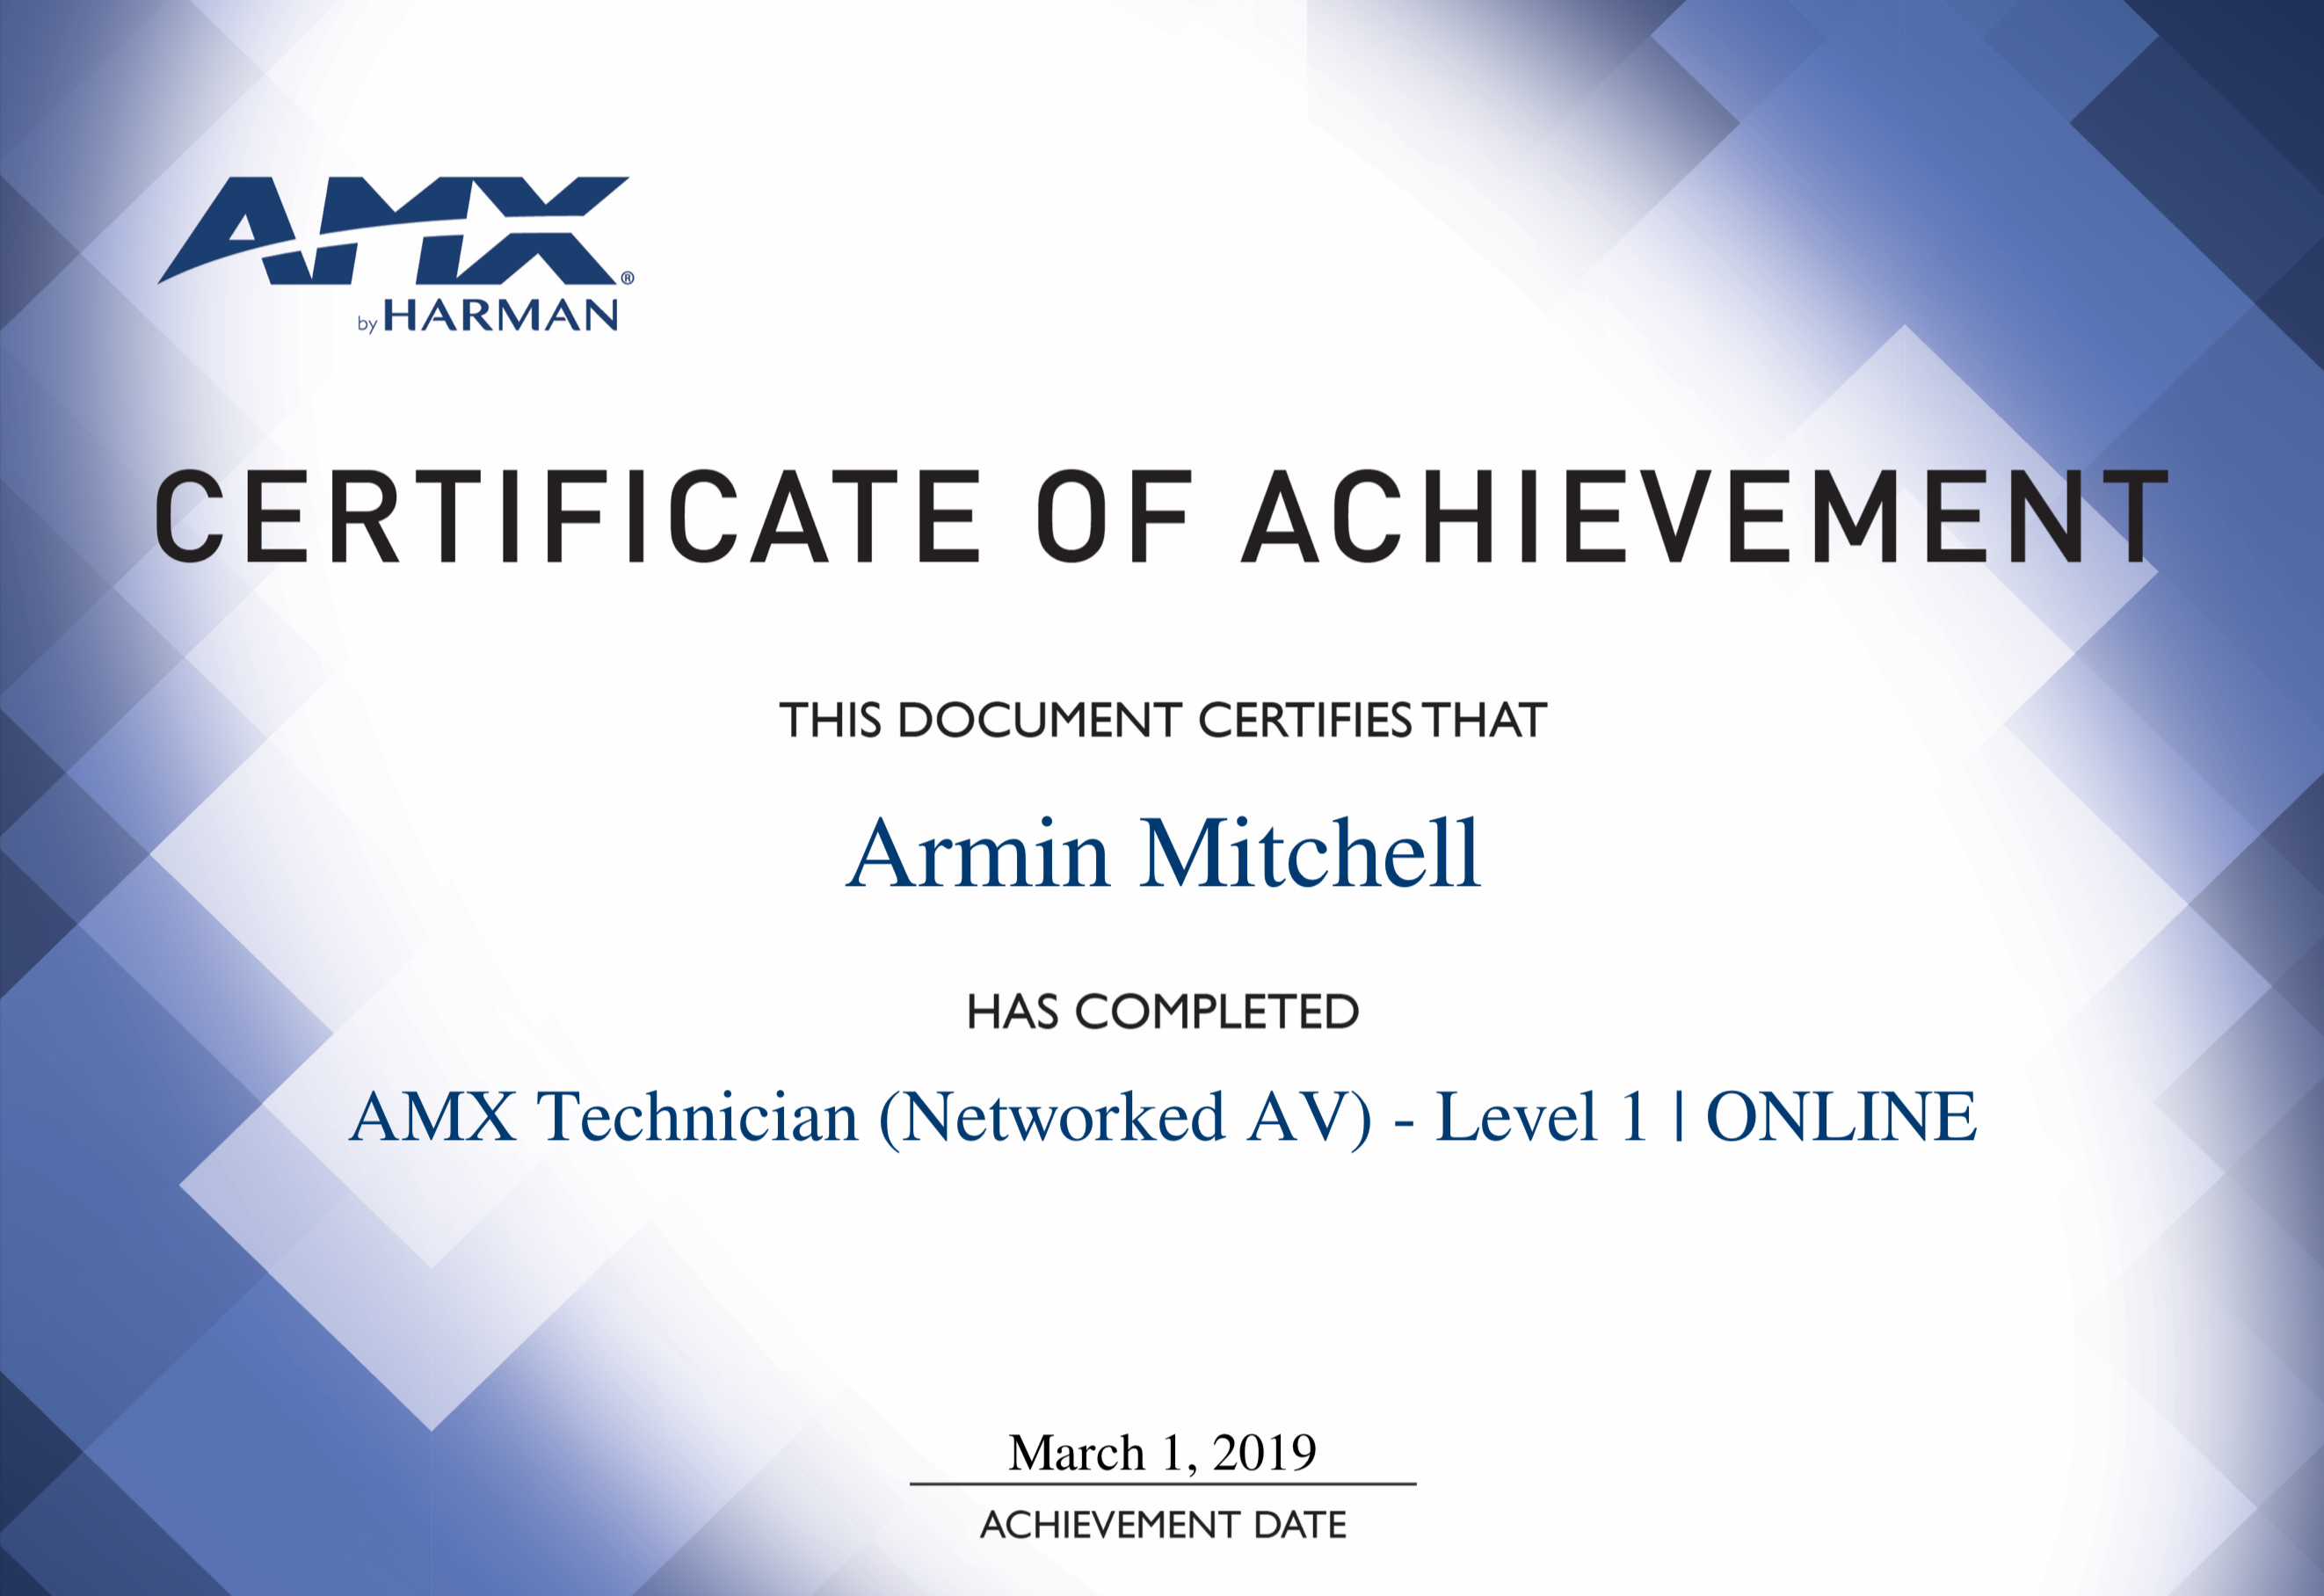 AMX®
by HARMAN
CERTIFICATE OF ACHIEVEMENT
THIS DOCUMENT CERTIFIES THAT
Armin Mitchell
HAS COMPLETED
AMX Technician (Networked AV) - Level 1 | ONLINE
March 1, 2019
ACHIEVEMENT DATE